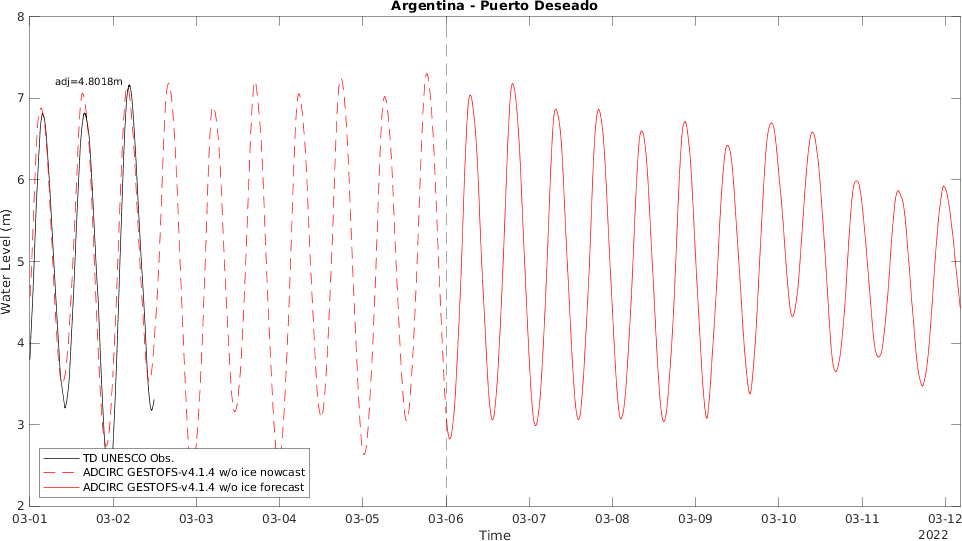 Argentina - Puerto Deseado
8
adj=4.8018m
7
6
5
4
3
2
Water Level (m)
TD UNESCO Obs.
ADCIRC GESTOFS-v4.1.4 w/o ice nowcast
ADCIRC GESTOFS-v4.1.4 w/o ice forecast
03-01 03-02 03-03 03-04 03-05 03-06 03-07 03-08 03-09 03-10 03-11 03-12
Time
2022